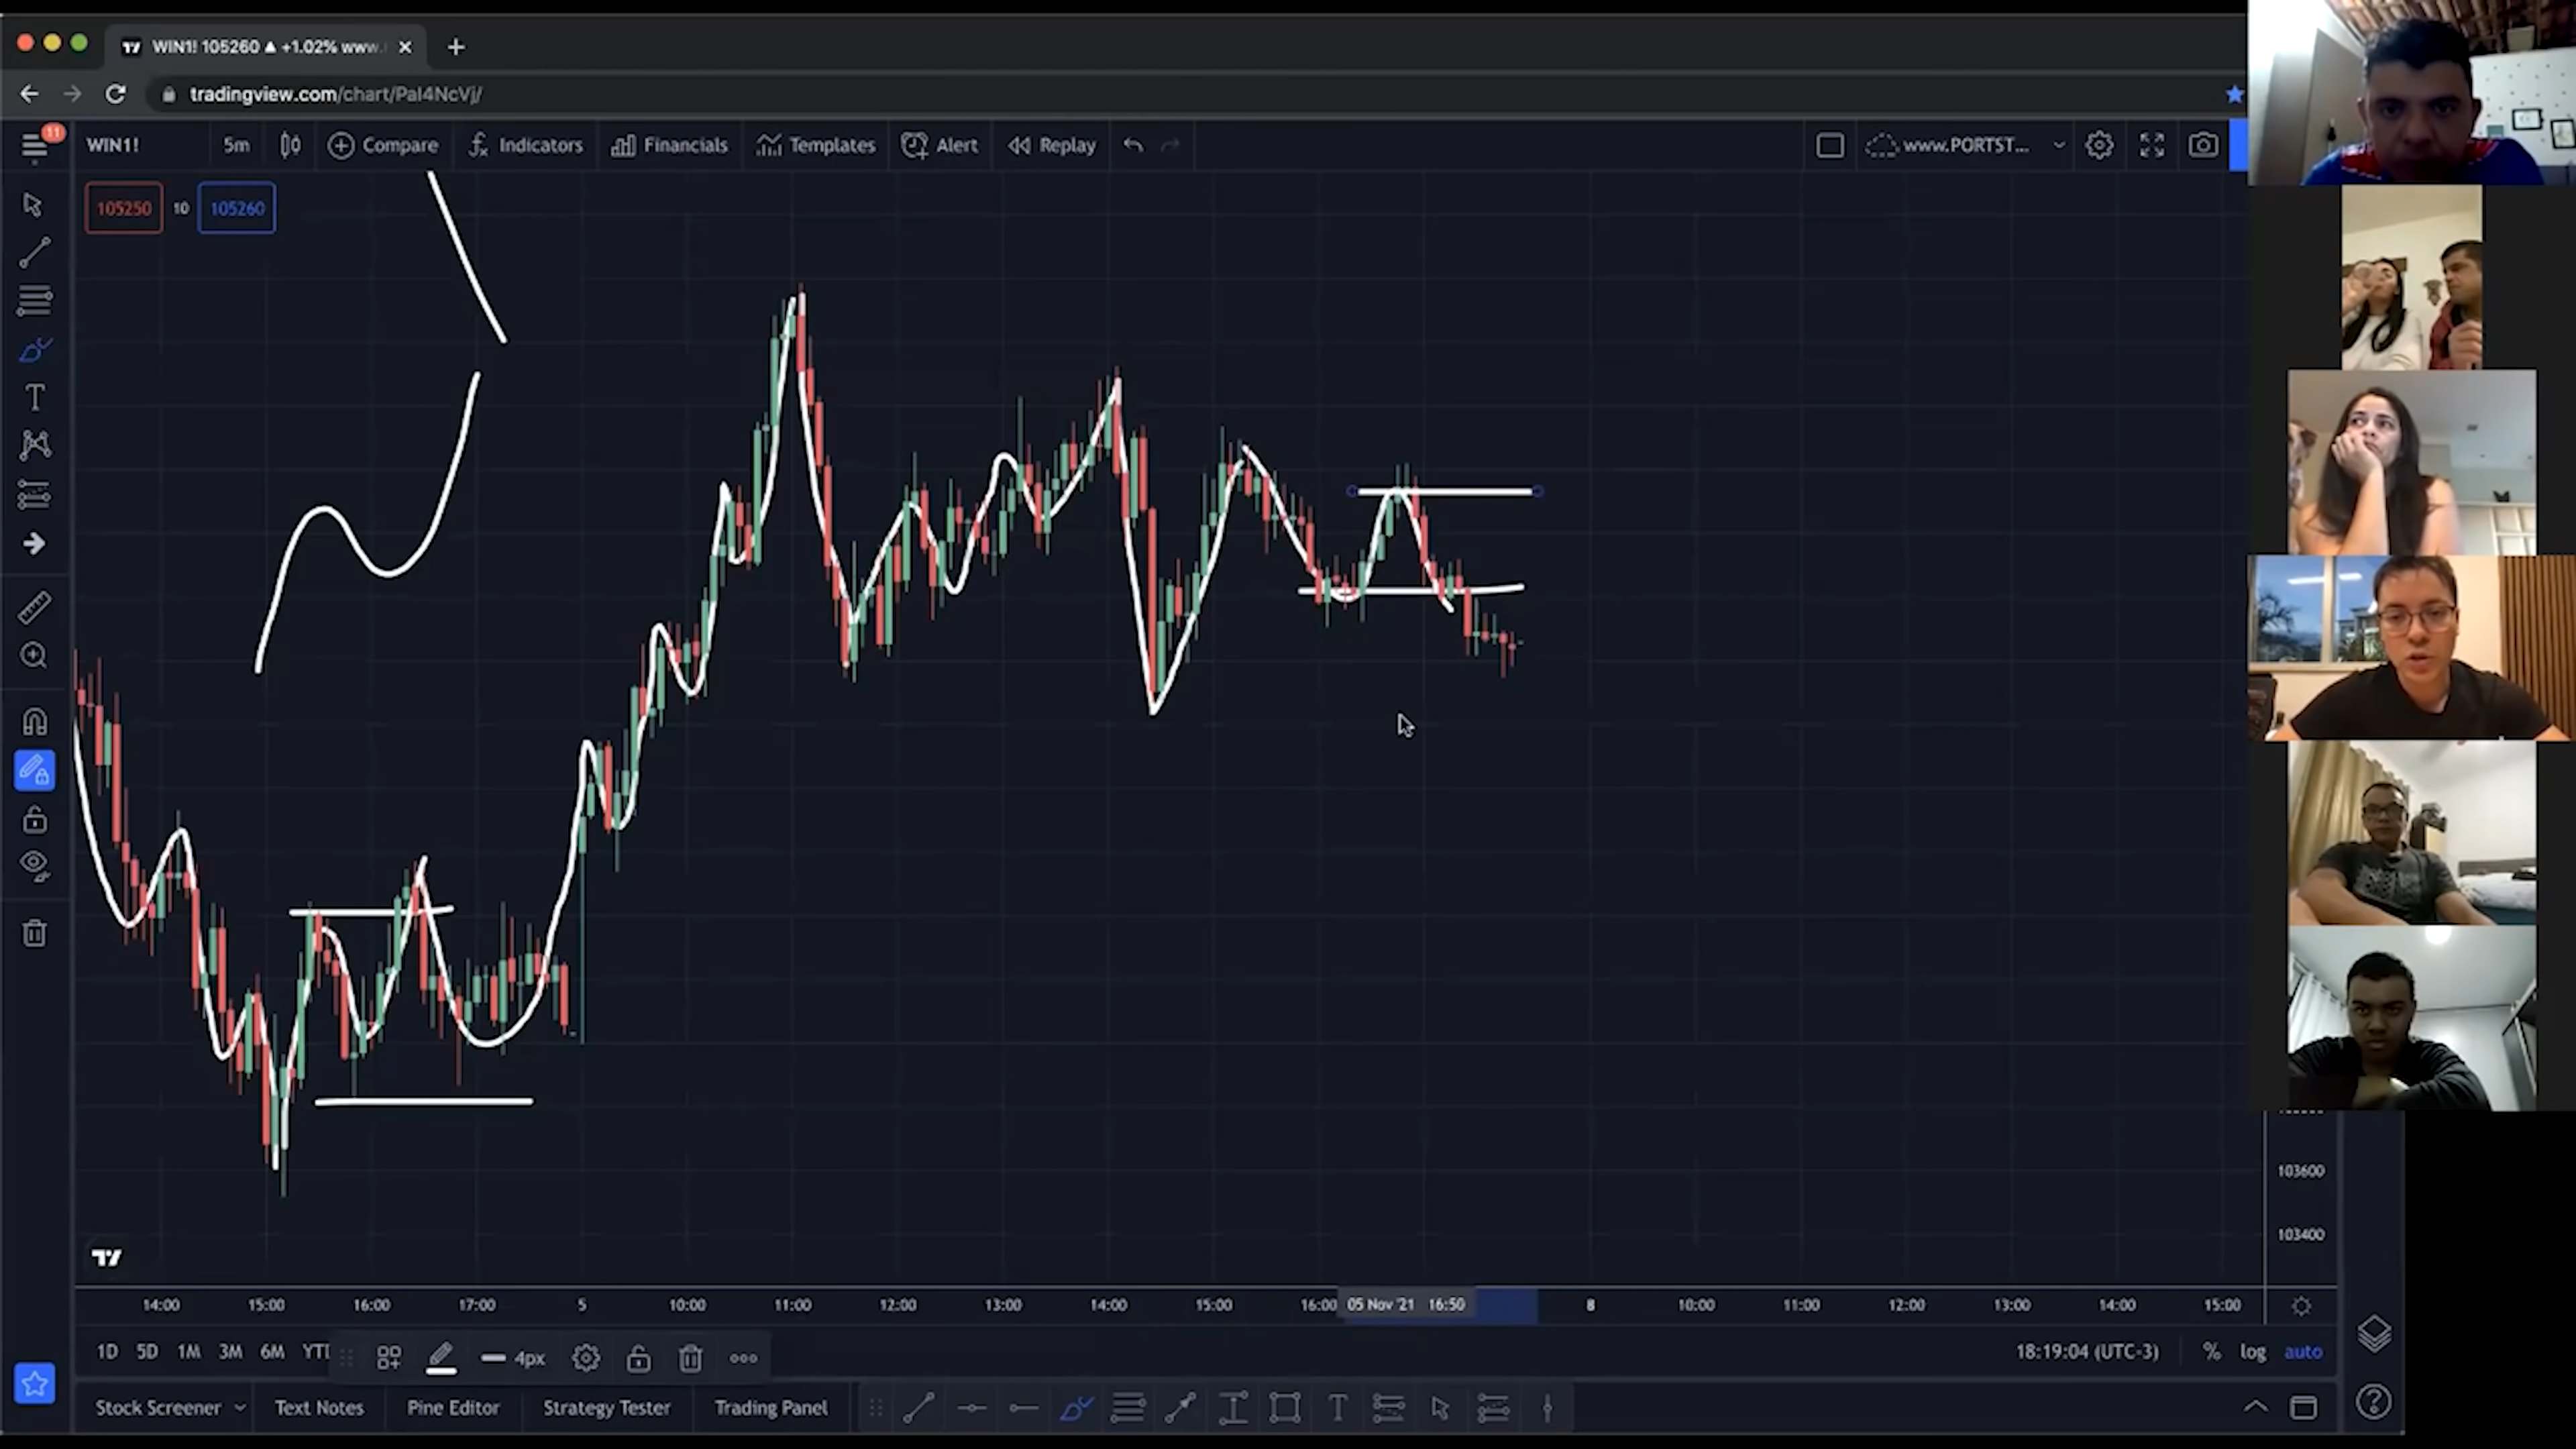 WIN1! 105260 ▲ +1.02% www.
tradingview.com/chart/PaI4NcVj/
11
WIN1! 5m Compare Indicators Financials Templates Alert Replay www.PORTST...
105250 10 105260
103600
103400
14:00 15:00 16:00 17:00 5 10:00 11:00 12:00 13:00 14:00 15:00 16:00 05 Nov '21 16:50 8 10:00 11:00 12:00 13:00 14:00 15:00
1D 5D 1M 3M 6M YTD 4px 18:19:04 (UTC-3) % log auto
Stock Screener Text Notes Pine Editor Strategy Tester Trading Panel